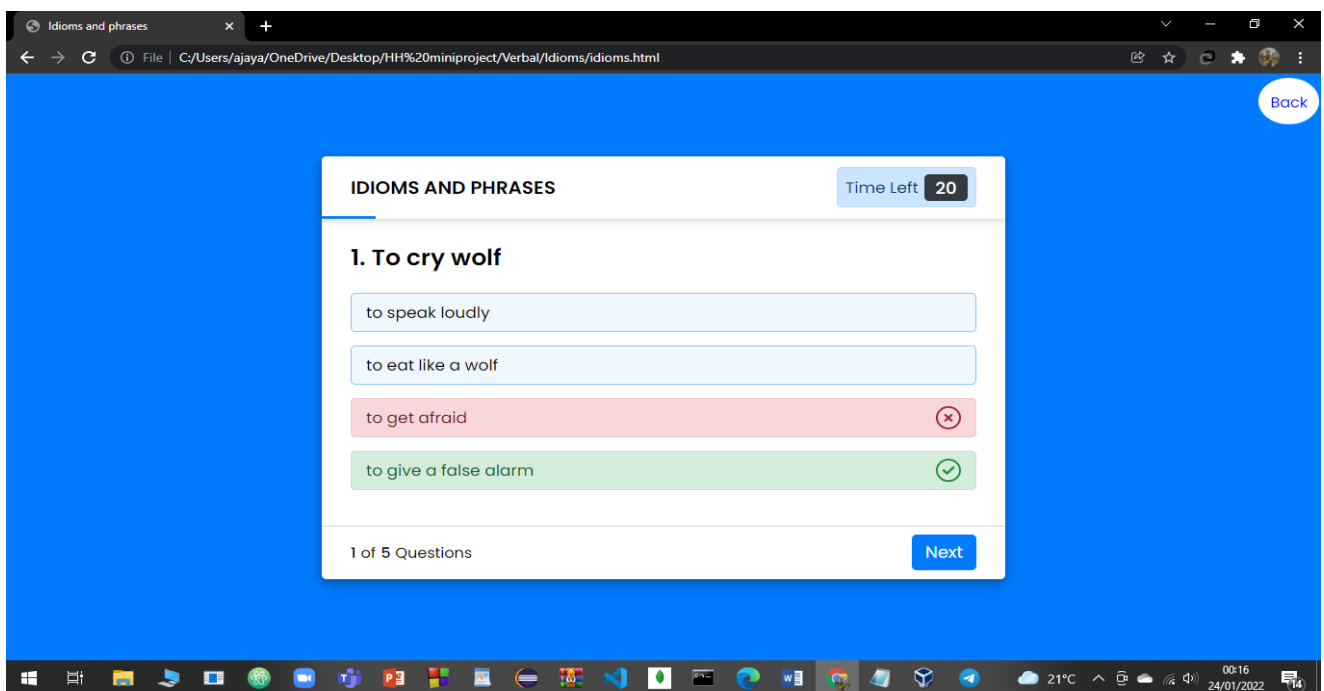 Idioms and phrases
File | C:/Users/ajaya/OneDrive/Desktop/HH%20miniproject/Verbal/Idioms/idioms.html
Back
IDIOMS AND PHRASES
Time Left 20
1. To cry wolf
to speak loudly
to eat like a wolf
to get afraid
to give a false alarm
1 of 5 Questions
Next
21°C
00:16
24/01/2022
14